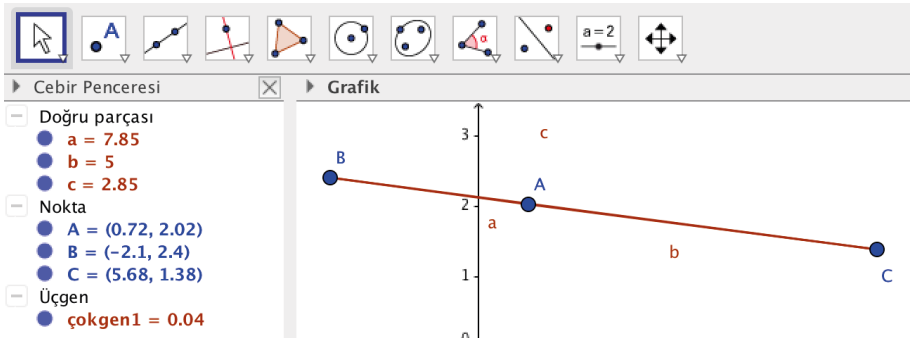 A
α
a = 2
Cebir Penceresi
Grafik
Doğru parçası
a = 7.85
b = 5
c = 2.85
Nokta
A = (0.72, 2.02)
B = (−2.1, 2.4)
C = (5.68, 1.38)
Üçgen
çokgen1 = 0.04
3
c
B
A
2
a
b
1
C
0